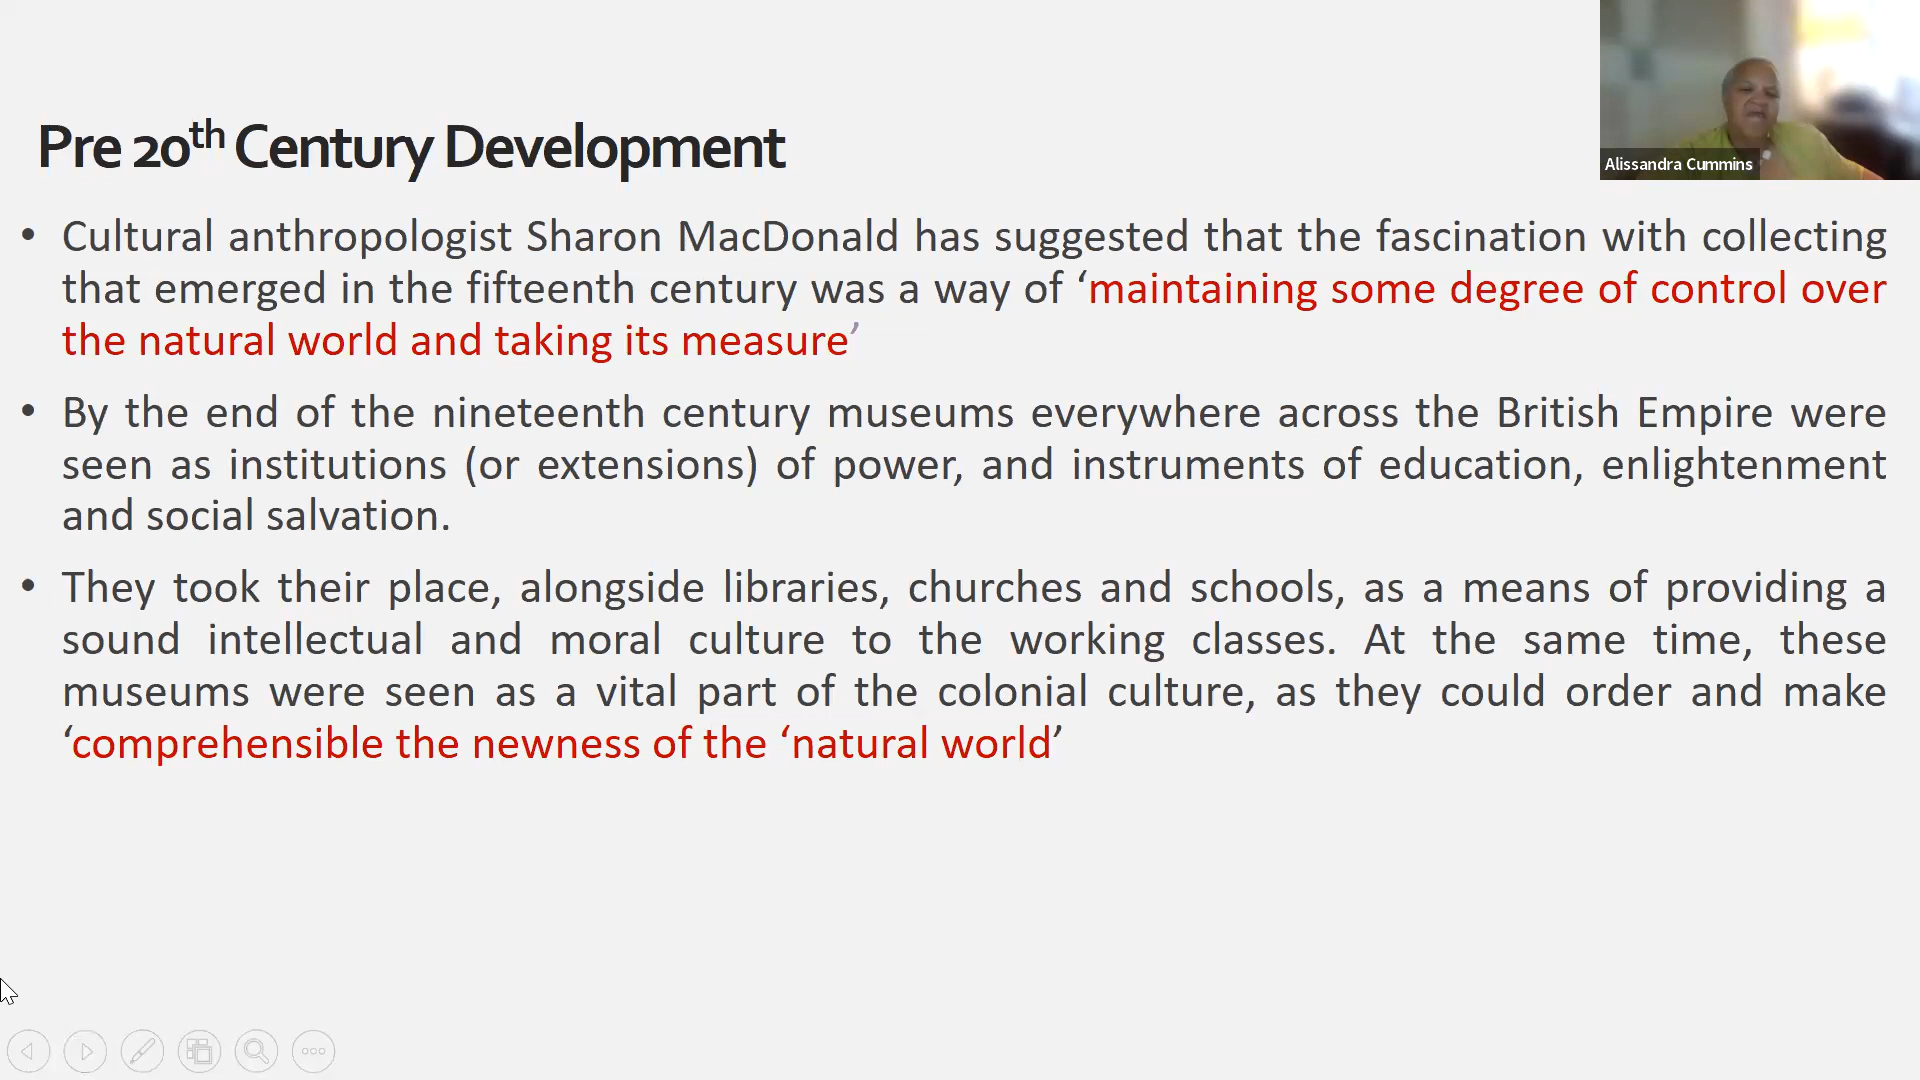 Pre 20th Century Development
Alissandra Cummins
• Cultural anthropologist Sharon MacDonald has suggested that the fascination with collecting
that emerged in the fifteenth century was a way of ‘maintaining some degree of control over
the natural world and taking its measure’
• By the end of the nineteenth century museums everywhere across the British Empire were
seen as institutions (or extensions) of power, and instruments of education, enlightenment
and social salvation.
• They took their place, alongside libraries, churches and schools, as a means of providing a
sound intellectual and moral culture to the working classes. At the same time, these
museums were seen as a vital part of the colonial culture, as they could order and make
‘comprehensible the newness of the ‘natural world’